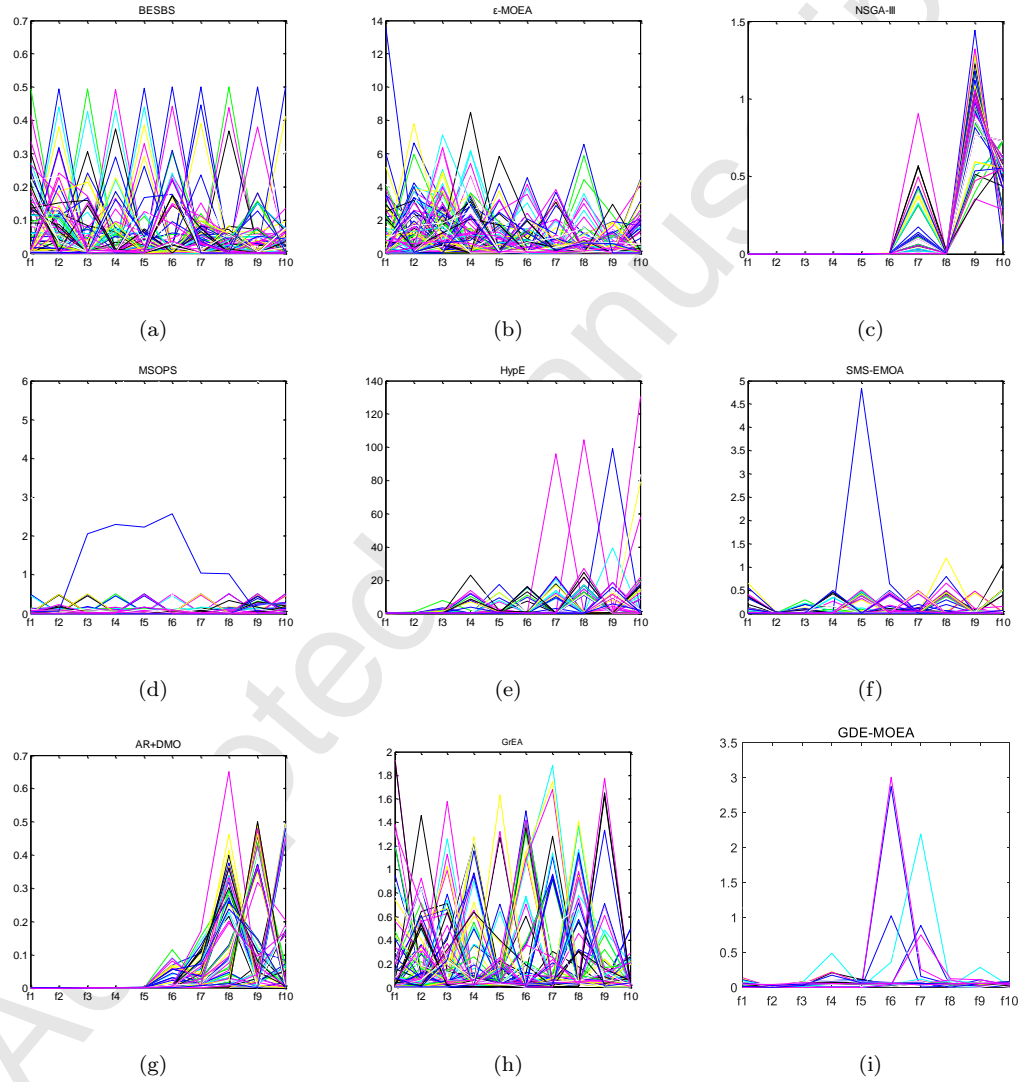 BESBS
0.7
0.6
0.5
0.4
0.3
0.2
0.1
0
f1 f2 f3 f4 f5 f6 f7 f8 f9 f10
(a)
ε-MOEA
14
12
10
8
6
4
2
0
f1 f2 f3 f4 f5 f6 f7 f8 f9 f10
(b)
NSGA-III
1.5
1
0.5
0
f1 f2 f3 f4 f5 f6 f7 f8 f9 f10
(c)
MSOPS
6
5
4
3
2
1
0
f1 f2 f3 f4 f5 f6 f7 f8 f9 f10
(d)
HypE
140
120
100
80
60
40
20
0
f1 f2 f3 f4 f5 f6 f7 f8 f9 f10
(e)
SMS-EMOA
5
4.5
4
3.5
3
2.5
2
1.5
1
0.5
0
f1 f2 f3 f4 f5 f6 f7 f8 f9 f10
(f)
AR+DMO
0.7
0.6
0.5
0.4
0.3
0.2
0.1
0
f1 f2 f3 f4 f5 f6 f7 f8 f9 f10
(g)
GrEA
2
1.8
1.6
1.4
1.2
1
0.8
0.6
0.4
0.2
0
f1 f2 f3 f4 f5 f6 f7 f8 f9 f10
(h)
GDE-MOEA
3.5
3
2.5
2
1.5
1
0.5
0
f1 f2 f3 f4 f5 f6 f7 f8 f9 f10
(i)